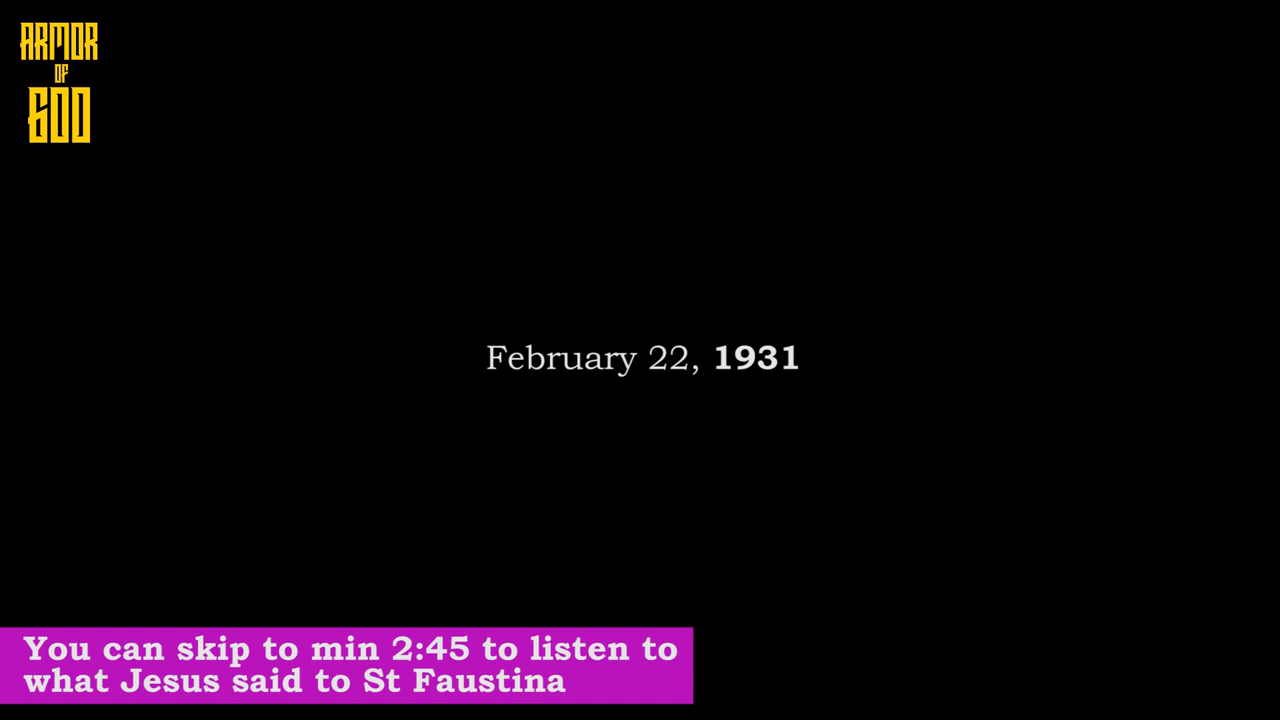 ARMOR
OF
GOD
February 22, 1931
You can skip to min 2:45 to listen to
what Jesus said to St Faustina